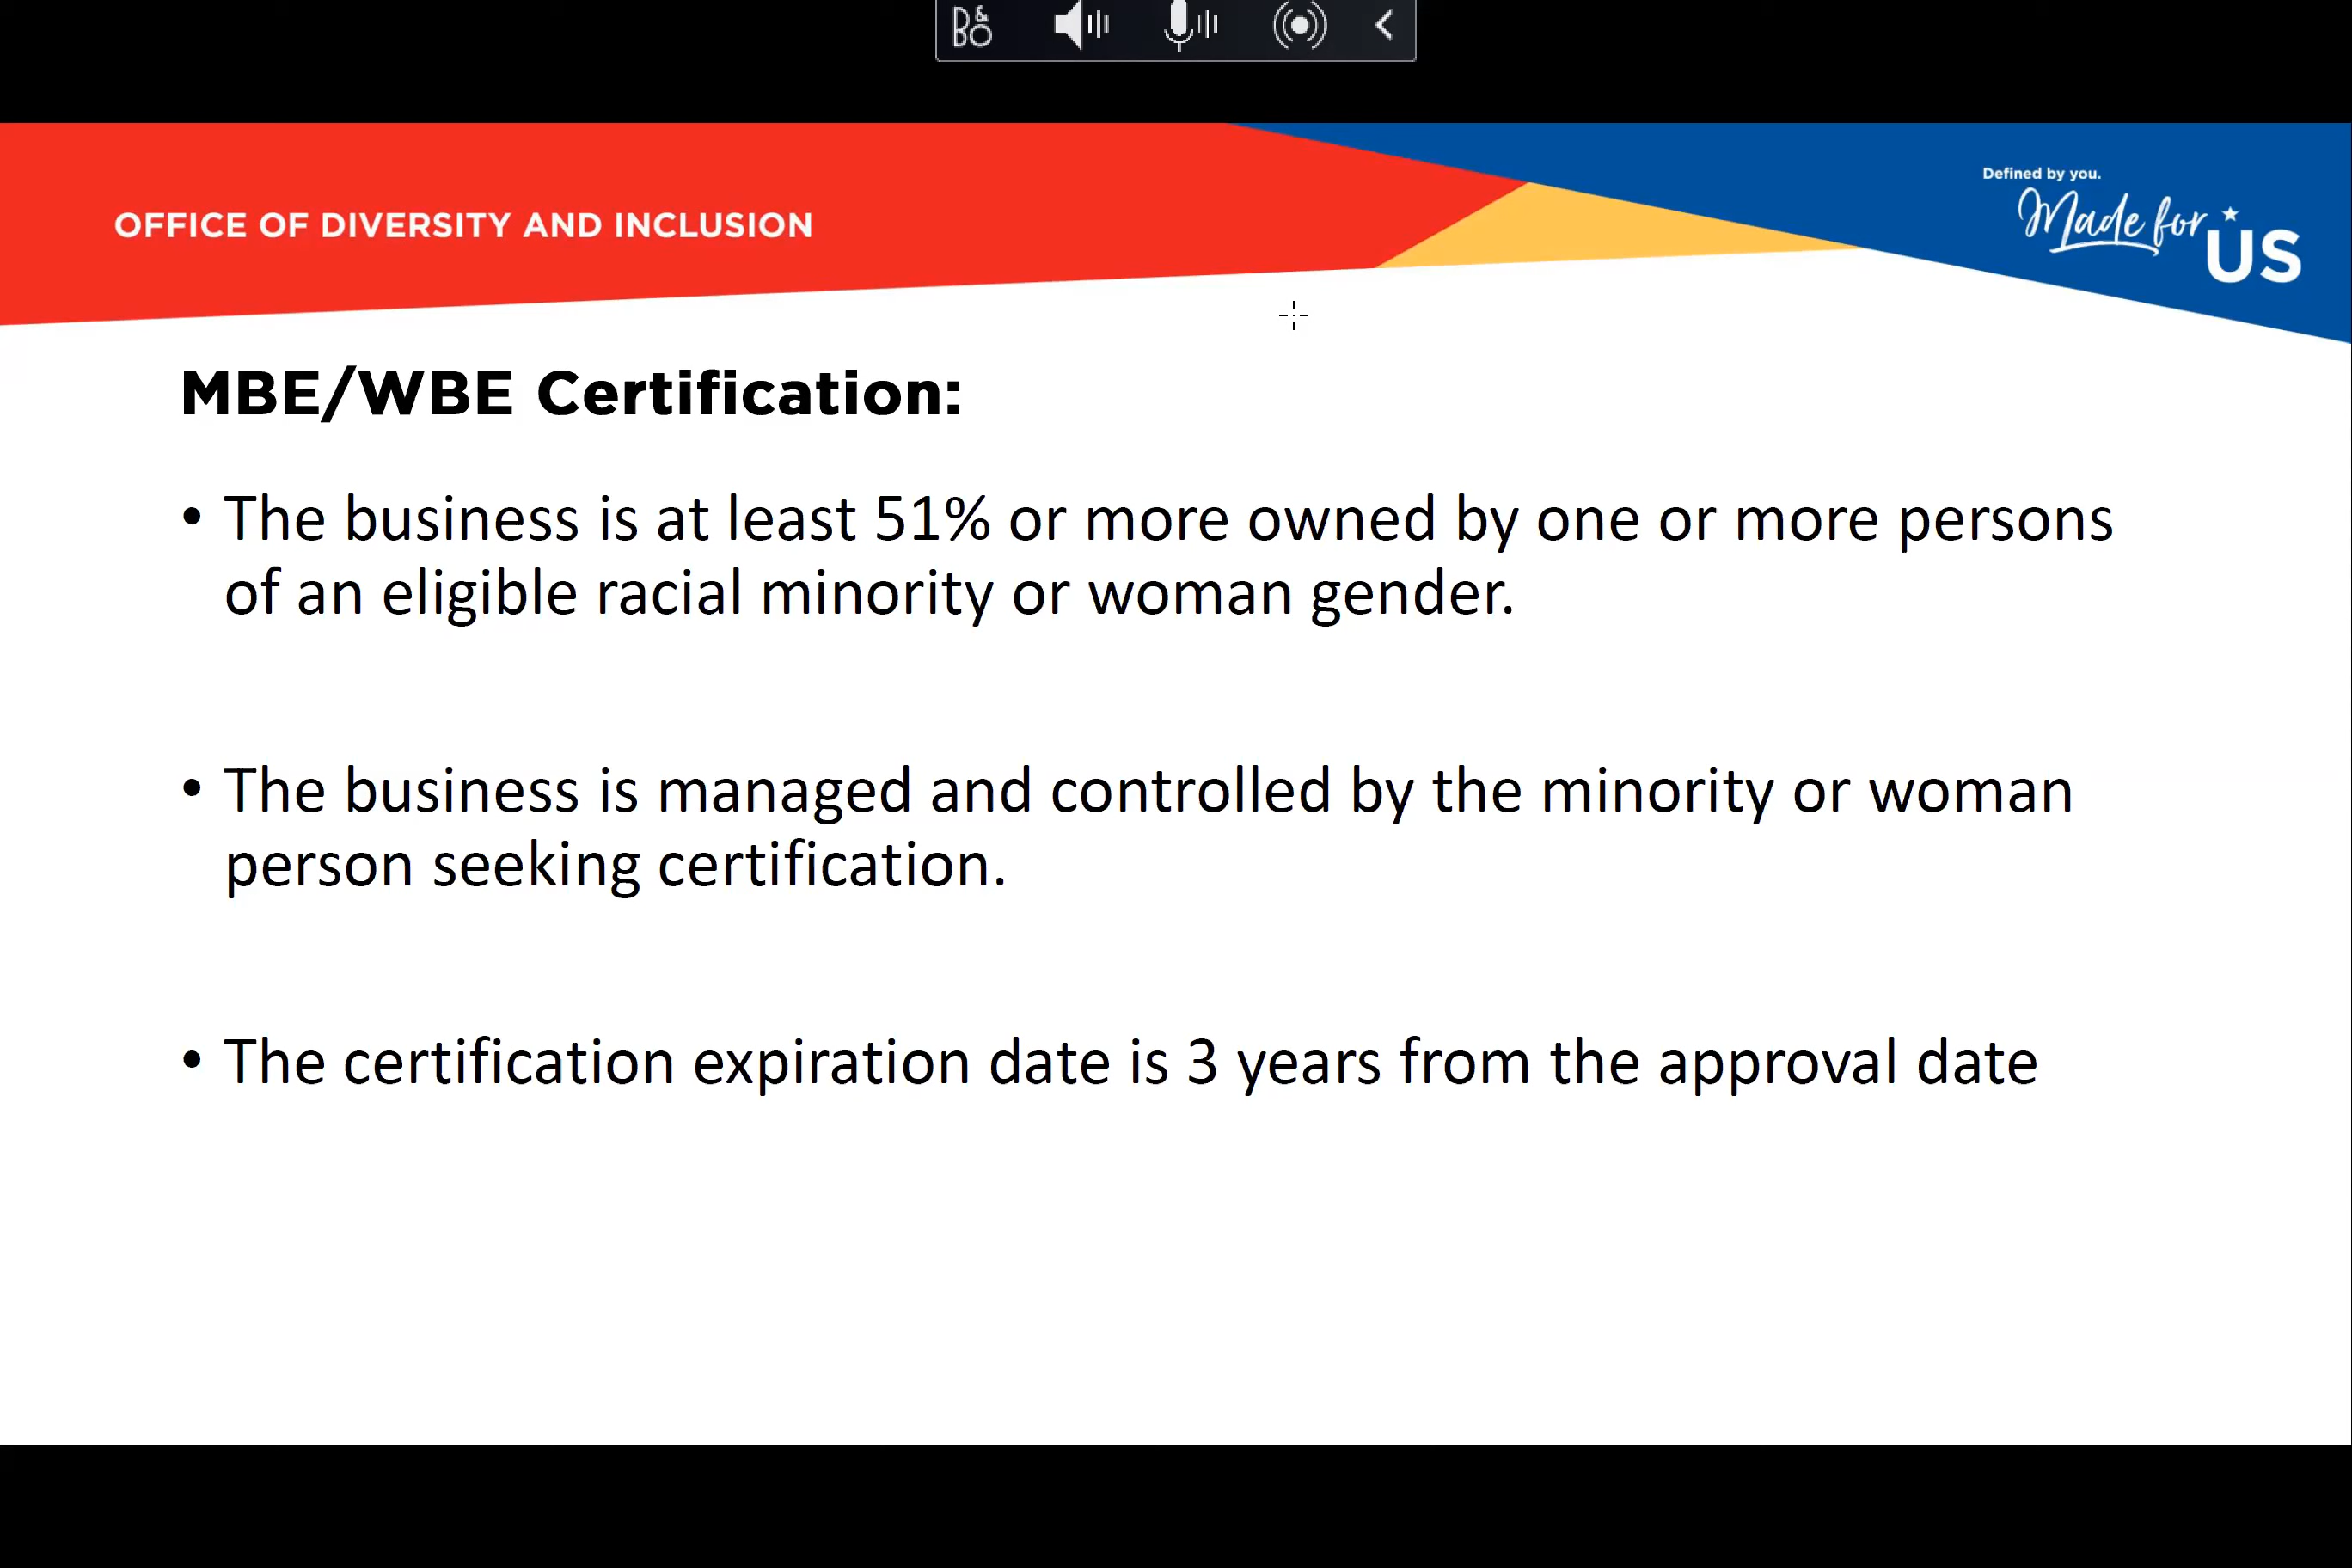 B&O
Defined by you.
Made for
US
OFFICE OF DIVERSITY AND INCLUSION
MBE/WBE Certification:
• The business is at least 51% or more owned by one or more persons
of an eligible racial minority or woman gender.
• The business is managed and controlled by the minority or woman
person seeking certification.
• The certification expiration date is 3 years from the approval date